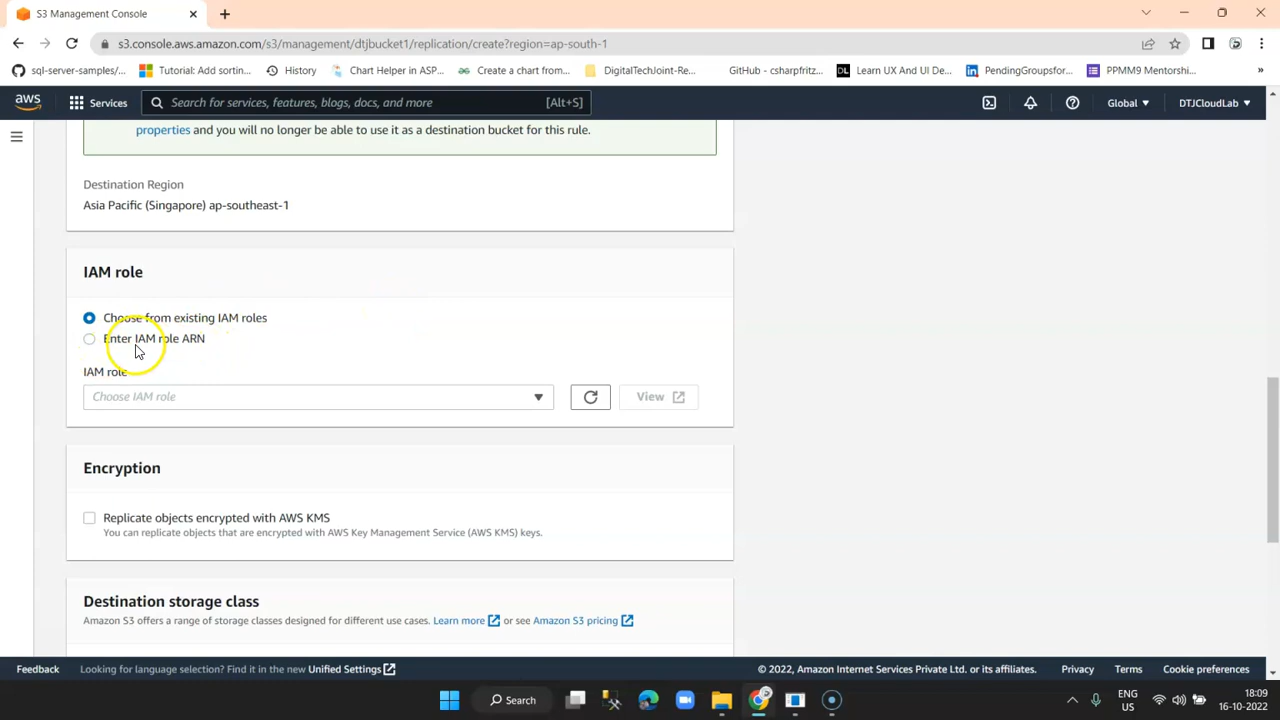 S3 Management Console
s3.console.aws.amazon.com/s3/management/dtjbucket1/replication/create?region=ap-south-1
sql-server-samples/... Tutorial: Add sortin... History Chart Helper in ASP... Create a chart from... DigitalTechJoint-Re... GitHub - csharpfritz... DL Learn UX And UI De... PendingGroupsfor... PPMM9 Mentorshi... »
aws Services Search for services, features, blogs, docs, and more [Alt+S] Global DTJCloudLab
properties and you will no longer be able to use it as a destination bucket for this rule.
Destination Region
Asia Pacific (Singapore) ap-southeast-1
IAM role
Choose from existing IAM roles
Enter IAM role ARN
IAM role
Choose IAM role View
Encryption
Replicate objects encrypted with AWS KMS
You can replicate objects that are encrypted with AWS Key Management Service (AWS KMS) keys.
Destination storage class
Amazon S3 offers a range of storage classes designed for different use cases. Learn more or see Amazon S3 pricing
Feedback Looking for language selection? Find it in the new Unified Settings © 2022, Amazon Internet Services Private Ltd. or its affiliates. Privacy Terms Cookie preferences
Search ENG 18:09
US 16-10-2022